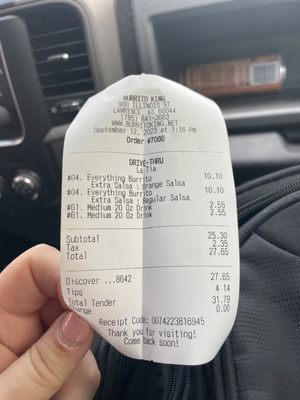 BURRITO KING
900 ILLINOIS ST
LAWRENCE, KS 66044
(785) 841-3663
WWW.BURRITOKING.NET
September 12, 2023 at 1:16 PM
Order #7086
DRIVE-THRU
La Tia
#04. Everything Burrito 10.10
Extra Salsa : Orange Salsa
#04. Everything Burrito 10.10
Extra Salsa : Regular Salsa
#61. Medium 20 Oz Drink 2.55
#61. Medium 20 Oz Drink 2.55
Subtotal 25.30
Tax 2.35
Total 27.65
Discover ...8642 27.65
Tips 4.14
Total Tender 31.79
hange 0.00
Receipt Code: 0074223816945
Thank you for visiting!
Come back soon!